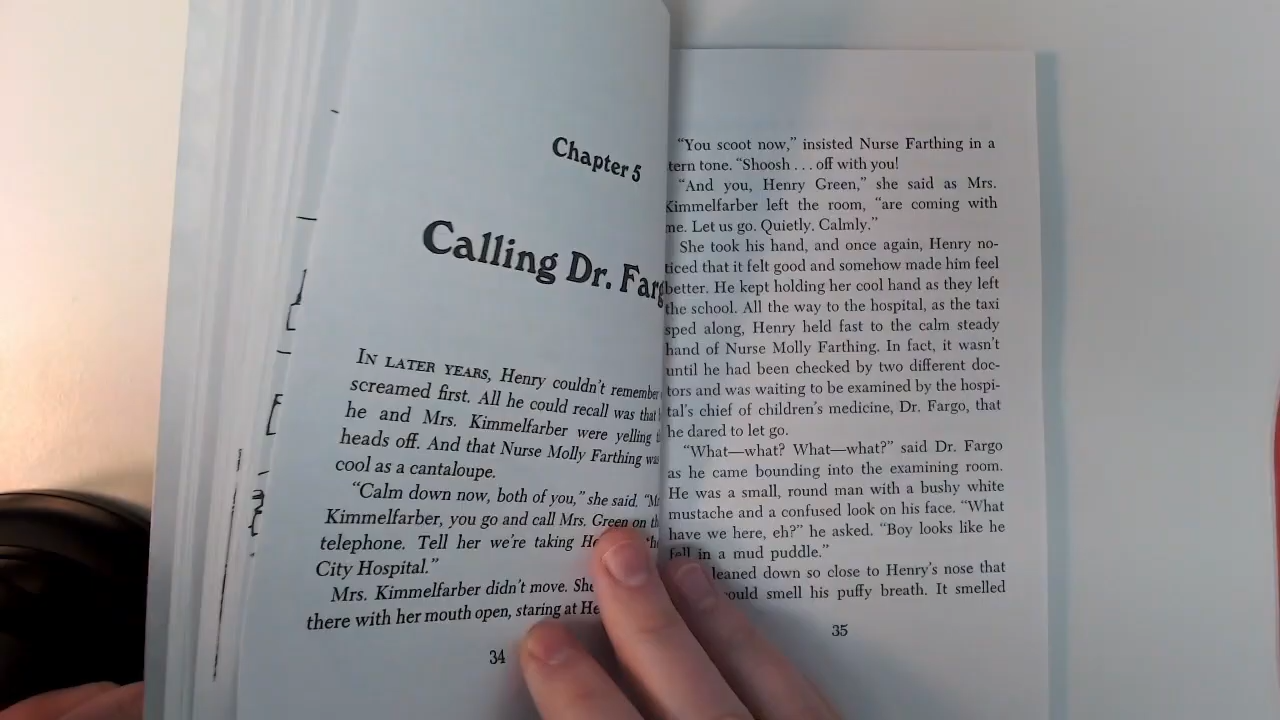 Chapter 5
Calling Dr. Farg
IN LATER YEARS, Henry couldn't remember
screamed first. All he could recall was that
he and Mrs. Kimmelfarber were yelling
heads off. And that Nurse Molly Farthing was
cool as a cantaloupe.
"Calm down now, both of you," she said. "M
Kimmelfarber, you go and call Mrs. Green on
telephone. Tell her we're taking He
City Hospital."
Mrs. Kimmelfarber didn't move. She
there with her mouth open, staring at He
34
"You scoot now," insisted Nurse Farthing in a
tern tone. "Shoosh . . . off with you!
"And you, Henry Green," she said as Mrs.
Kimmelfarber left the room, "are coming with
me. Let us go. Quietly. Calmly."
She took his hand, and once again, Henry no-
ticed that it felt good and somehow made him feel
better. He kept holding her cool hand as they left
the school. All the way to the hospital, as the taxi
sped along, Henry held fast to the calm steady
hand of Nurse Molly Farthing. In fact, it wasn't
until he had been checked by two different doc-
tors and was waiting to be examined by the hospi-
tal's chief of children's medicine, Dr. Fargo, that
he dared to let go.
"What—what? What—what?" said Dr. Fargo
as he came bounding into the examining room.
He was a small, round man with a bushy white
mustache and a confused look on his face. "What
have we here, eh?" he asked. "Boy looks like he
fell in a mud puddle."
leaned down so close to Henry's nose that
ould smell his puffy breath. It smelled
35